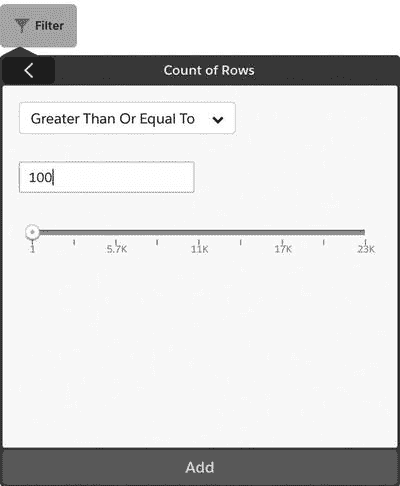 Filter
Count of Rows
Greater Than Or Equal To
100
1 5.7K 11K 17K 23K
Add